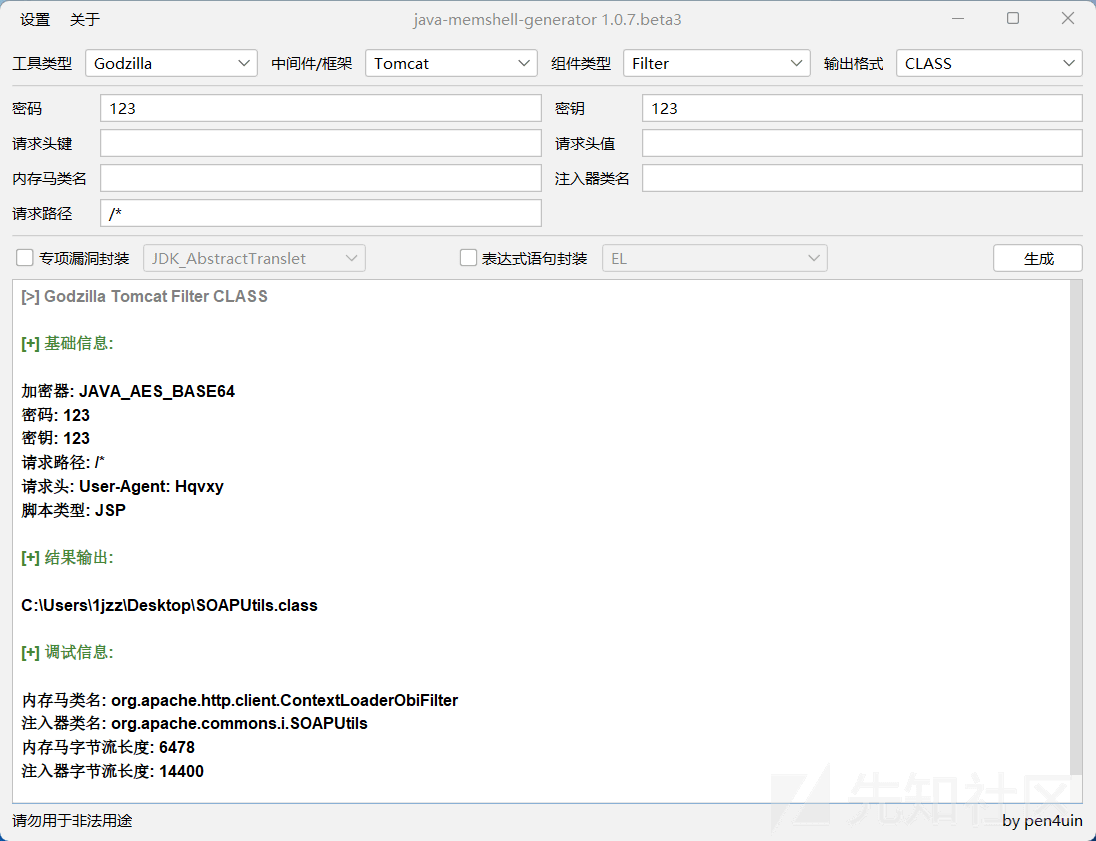 设置 关于 java-memshell-generator 1.0.7.beta3
工具类型 Godzilla 中间件/框架 Tomcat 组件类型 Filter 输出格式 CLASS
密码 123 密钥 123
请求头键 请求头值
内存马类名 注入器类名
请求路径 /*
专项漏洞封装 JDK_AbstractTranslet 表达式语句封装 EL 生成
[>] Godzilla Tomcat Filter CLASS
[+] 基础信息:
加密器: JAVA_AES_BASE64
密码: 123
密钥: 123
请求路径: /*
请求头: User-Agent: Hqvxy
脚本类型: JSP
[+] 结果输出:
C:\Users\1jzz\Desktop\SOAPUtils.class
[+] 调试信息:
内存马类名: org.apache.http.client.ContextLoaderObiFilter
注入器类名: org.apache.commons.i.SOAPUtils
内存马字节流长度: 6478
注入器字节流长度: 14400
先知社区
请勿用于非法用途 by pen4uin